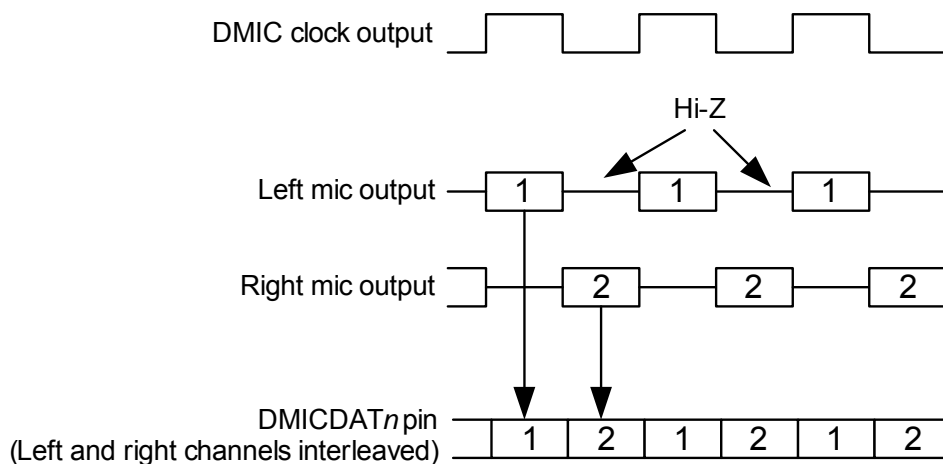 DMIC clock output
Hi-Z
Left mic output
1 1 1
Right mic output
2 2 2
DMICDATn pin
(Left and right channels interleaved)
1 2 1 2 1 2